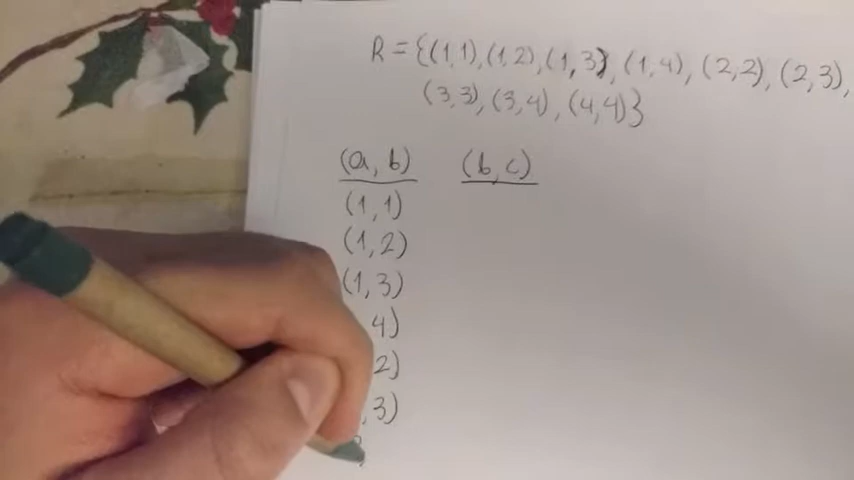 R = {(1,1), (1,2), (1,3), (1,4), (2,2), (2,3),
(3,3), (3,4), (4,4)}
(a, b) (b, c)
(1,1)
(1,2)
(1,3)
4)
2)
,3)